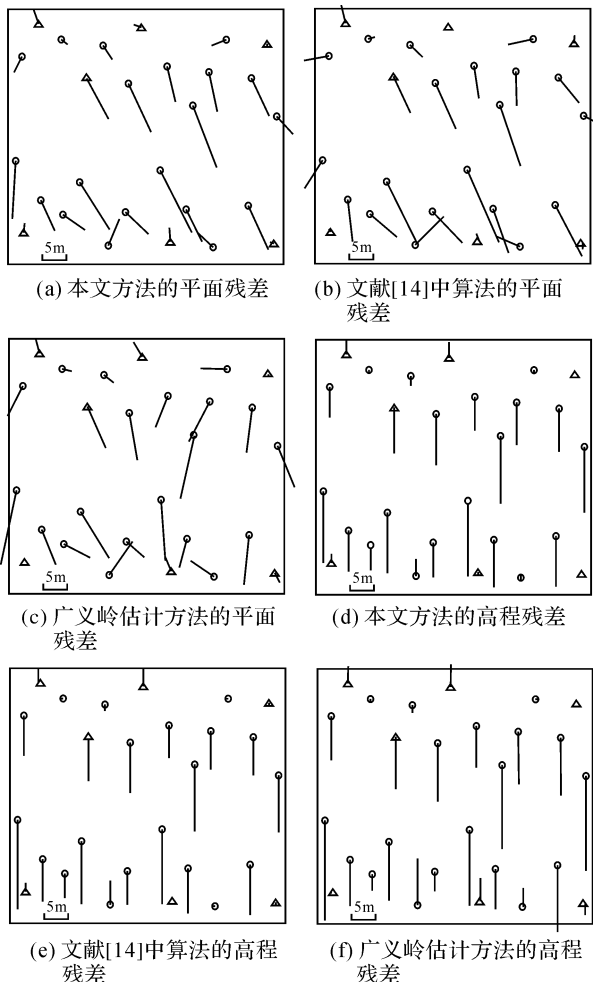 5m
5m
(a) 本文方法的平面残差
(b) 文献[14]中算法的平面
残差
5m
5m
(c) 广义岭估计方法的平面
残差
(d) 本文方法的高程残差
5m
5m
(e) 文献[14]中算法的高程
残差
(f) 广义岭估计方法的高程
残差